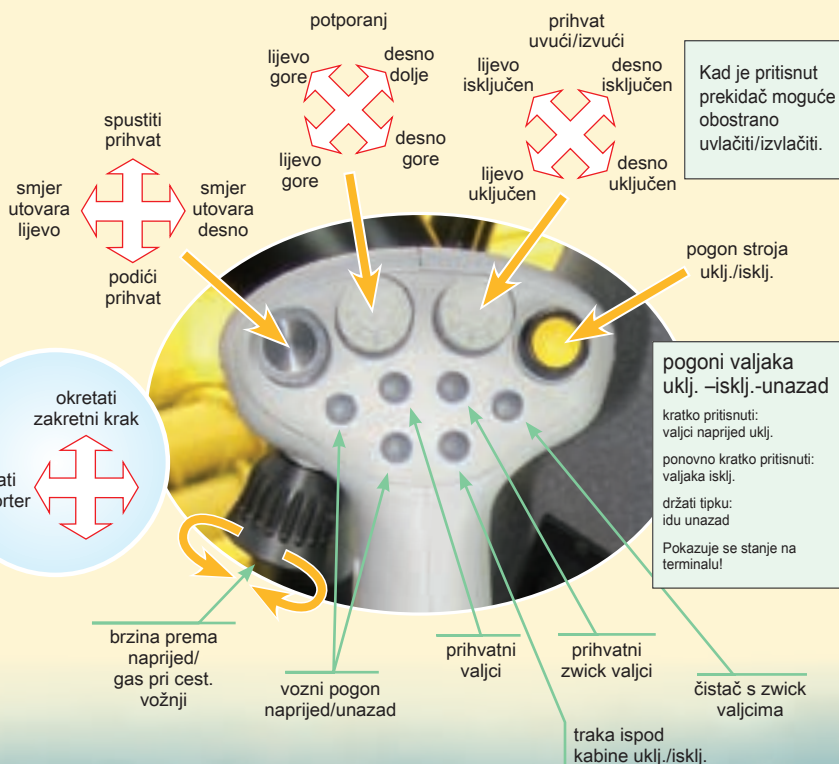 potporanj
lijevo
gore
desno
dolje
lijevo
gore
desno
gore
prihvat
uvući/izvući
lijevo
isključen
desno
isključen
lijevo
uključen
desno
uključen
Kad je pritisnut
prekidač moguće
obostrano
uvlačiti/izvlačiti.
spustiti
prihvat
smjer
utovara
lijevo
smjer
utovara
desno
podići
prihvat
pogon stroja
uklj./isklj.
pogoni valjaka
uklj. –isklj.-unazad
kratko pritisnuti:
valjci naprijed uklj.
ponovno kratko pritisnuti:
valjaka isklj.
držati tipku:
idu unazad
Pokazuje se stanje na
terminalu!
okretati
zakretni krak
brzina prema
naprijed/
gas pri cest.
vožnji
vozni pogon
naprijed/unazad
prihvatni
valjci
prihvatni
zwick valjci
čistač s zwick
valjcima
traka ispod
kabine uklj./isklj.